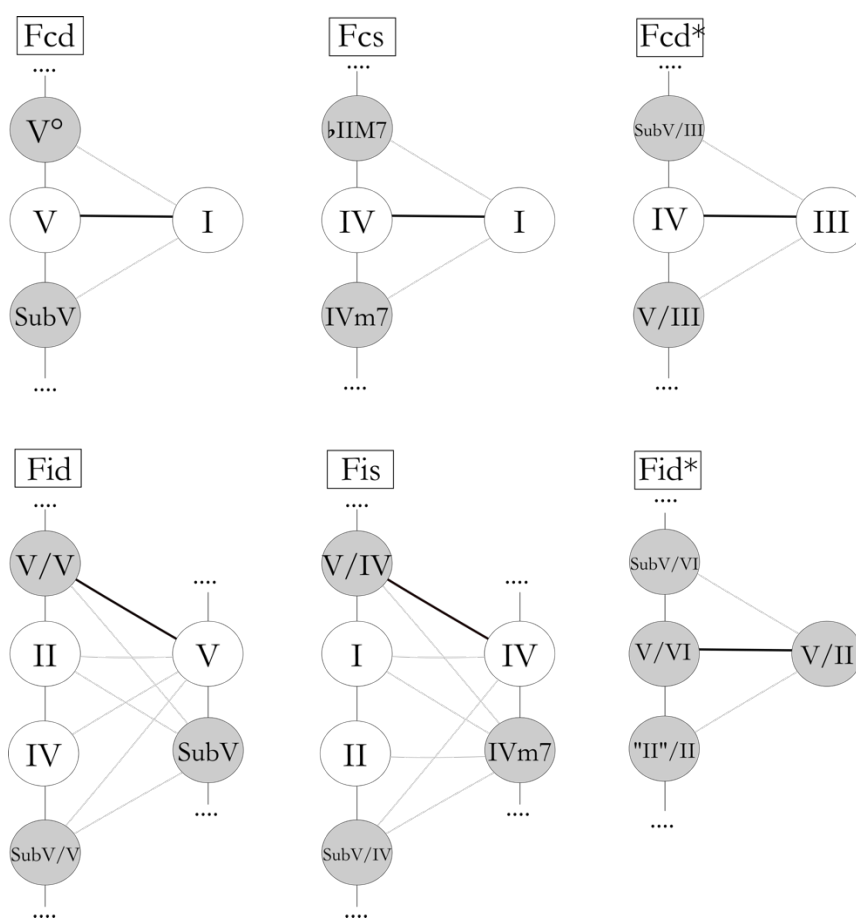 Fcd
....
V°
V
I
SubV
....
Fcs
....
♭IIM7
IV
I
IVm7
....
Fcd*
....
SubV/III
IV
III
V/III
....
Fid
....
V/V
....
II
V
IV
SubV
....
SubV/V
....
Fis
....
V/IV
....
I
IV
II
IVm7
....
SubV/IV
....
Fid*
....
SubV/VI
V/VI
V/II
"II"/II
....